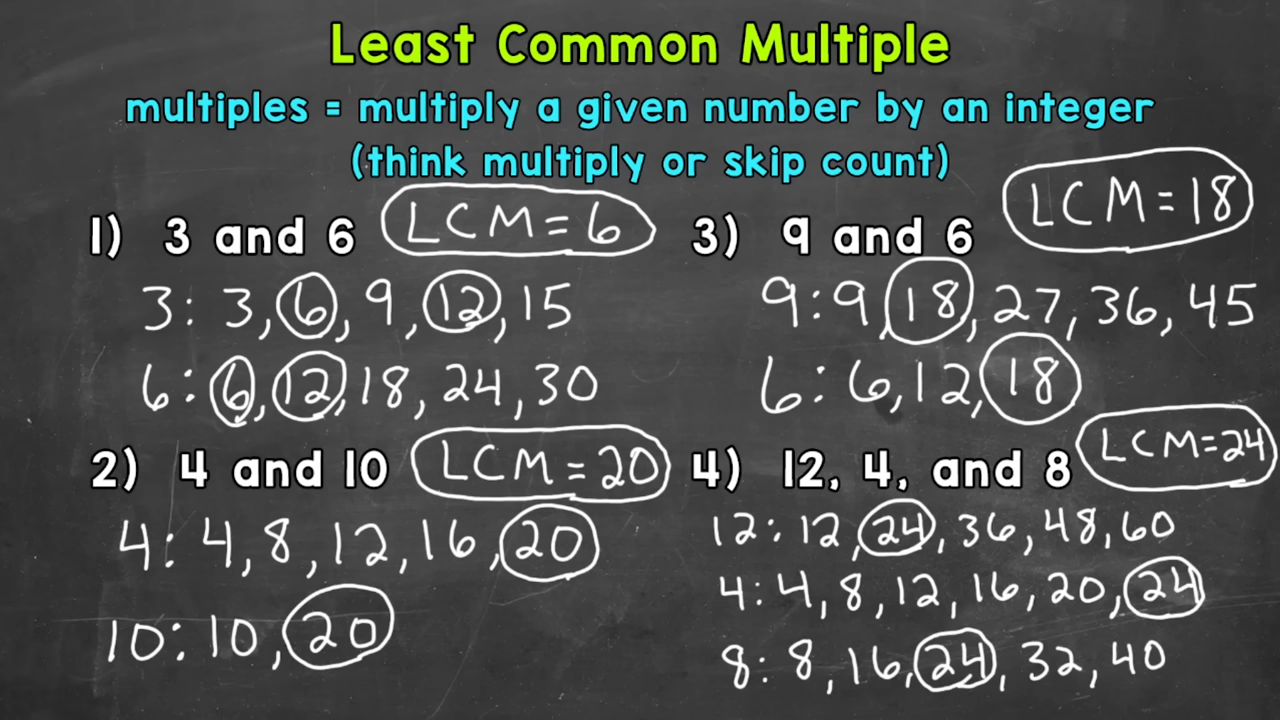 Least Common Multiple
multiples = multiply a given number by an integer
(think multiply or skip count)
1) 3 and 6 LCM=6
3: 3, 6, 9, 12, 15
6: 6, 12, 18, 24, 30
2) 4 and 10 LCM=20
4: 4, 8, 12, 16, 20
10: 10, 20
3) 9 and 6 LCM=18
9: 9, 18, 27, 36, 45
6: 6, 12, 18
4) 12, 4, and 8 LCM=24
12: 12, 24, 36, 48, 60
4: 4, 8, 12, 16, 20, 24
8: 8, 16, 24, 32, 40